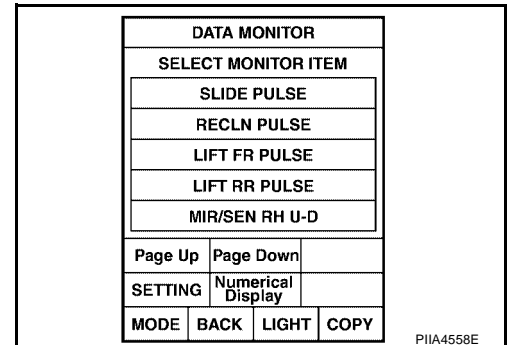 DATA MONITOR
SELECT MONITOR ITEM
SLIDE PULSE
RECLN PULSE
LIFT FR PULSE
LIFT RR PULSE
MIR/SEN RH U-D
Page Up Page Down
SETTING Numerical Display
MODE BACK LIGHT COPY
PIIA4558E